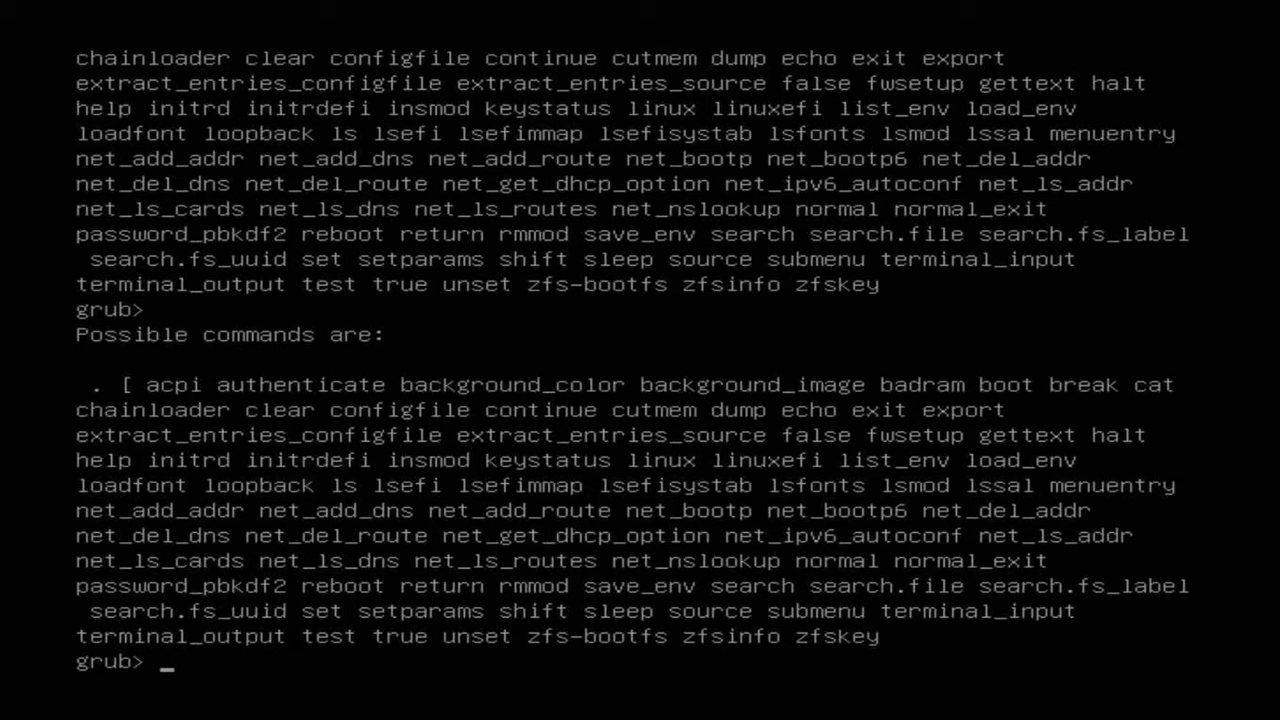 chainloader clear configfile continue cutmem dump echo exit export
extract_entries_configfile extract_entries_source false fwsetup gettext halt
help initrd initrdefi insmod keystatus linux linuxefi list_env load_env
loadfont loopback ls lsefi lsefimmap lsefisystab lsfonts lsmod lssal menuentry
net_add_addr net_add_dns net_add_route net_bootp net_bootp6 net_del_addr
net_del_dns net_del_route net_get_dhcp_option net_ipv6_autoconf net_ls_addr
net_ls_cards net_ls_dns net_ls_routes net_nslookup normal normal_exit
password_pbkdf2 reboot return rmmod save_env search search.file search.fs_label
search.fs_uuid set setparams shift sleep source submenu terminal_input
terminal_output test true unset zfs-bootfs zfsinfo zfskey
grub>
Possible commands are:
. [ acpi authenticate background_color background_image badram boot break cat
chainloader clear configfile continue cutmem dump echo exit export
extract_entries_configfile extract_entries_source false fwsetup gettext halt
help initrd initrdefi insmod keystatus linux linuxefi list_env load_env
loadfont loopback ls lsefi lsefimmap lsefisystab lsfonts lsmod lssal menuentry
net_add_addr net_add_dns net_add_route net_bootp net_bootp6 net_del_addr
net_del_dns net_del_route net_get_dhcp_option net_ipv6_autoconf net_ls_addr
net_ls_cards net_ls_dns net_ls_routes net_nslookup normal normal_exit
password_pbkdf2 reboot return rmmod save_env search search.file search.fs_label
search.fs_uuid set setparams shift sleep source submenu terminal_input
terminal_output test true unset zfs-bootfs zfsinfo zfskey
grub> _